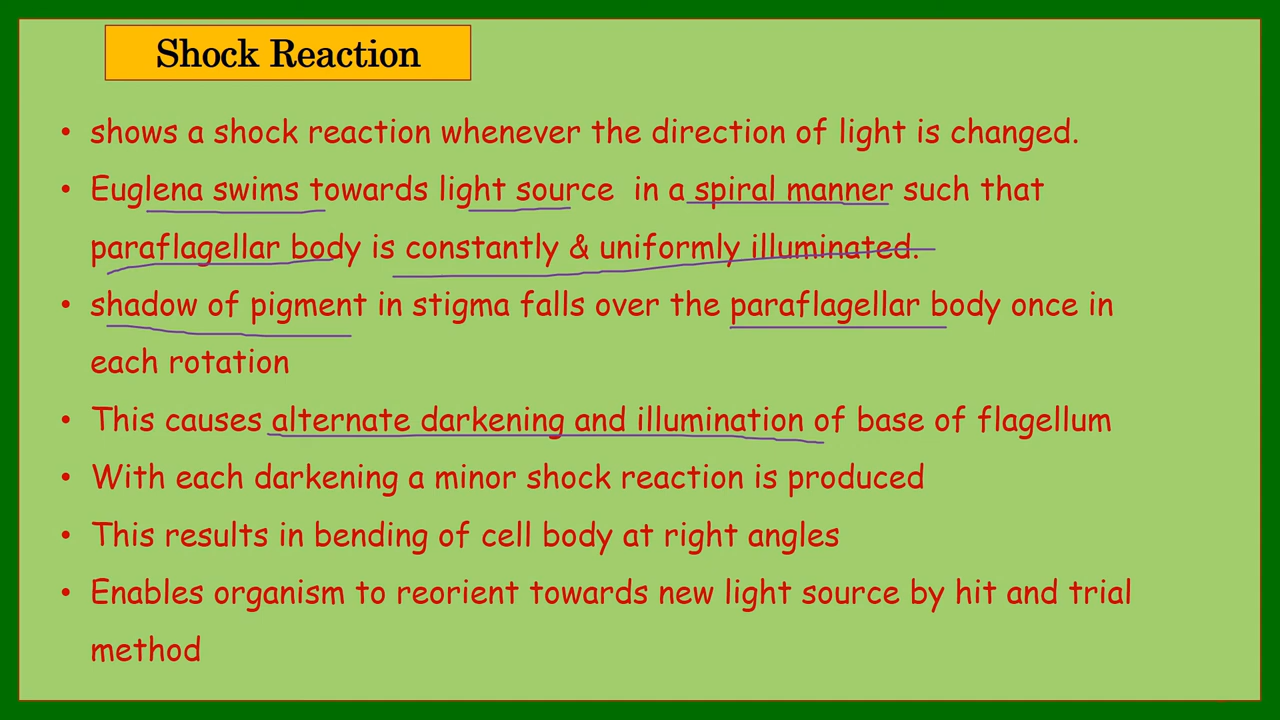 Shock Reaction
• shows a shock reaction whenever the direction of light is changed.
• Euglena swims towards light source in a spiral manner such that
paraflagellar body is constantly & uniformly illuminated.
• shadow of pigment in stigma falls over the paraflagellar body once in
each rotation
• This causes alternate darkening and illumination of base of flagellum
• With each darkening a minor shock reaction is produced
• This results in bending of cell body at right angles
• Enables organism to reorient towards new light source by hit and trial
method